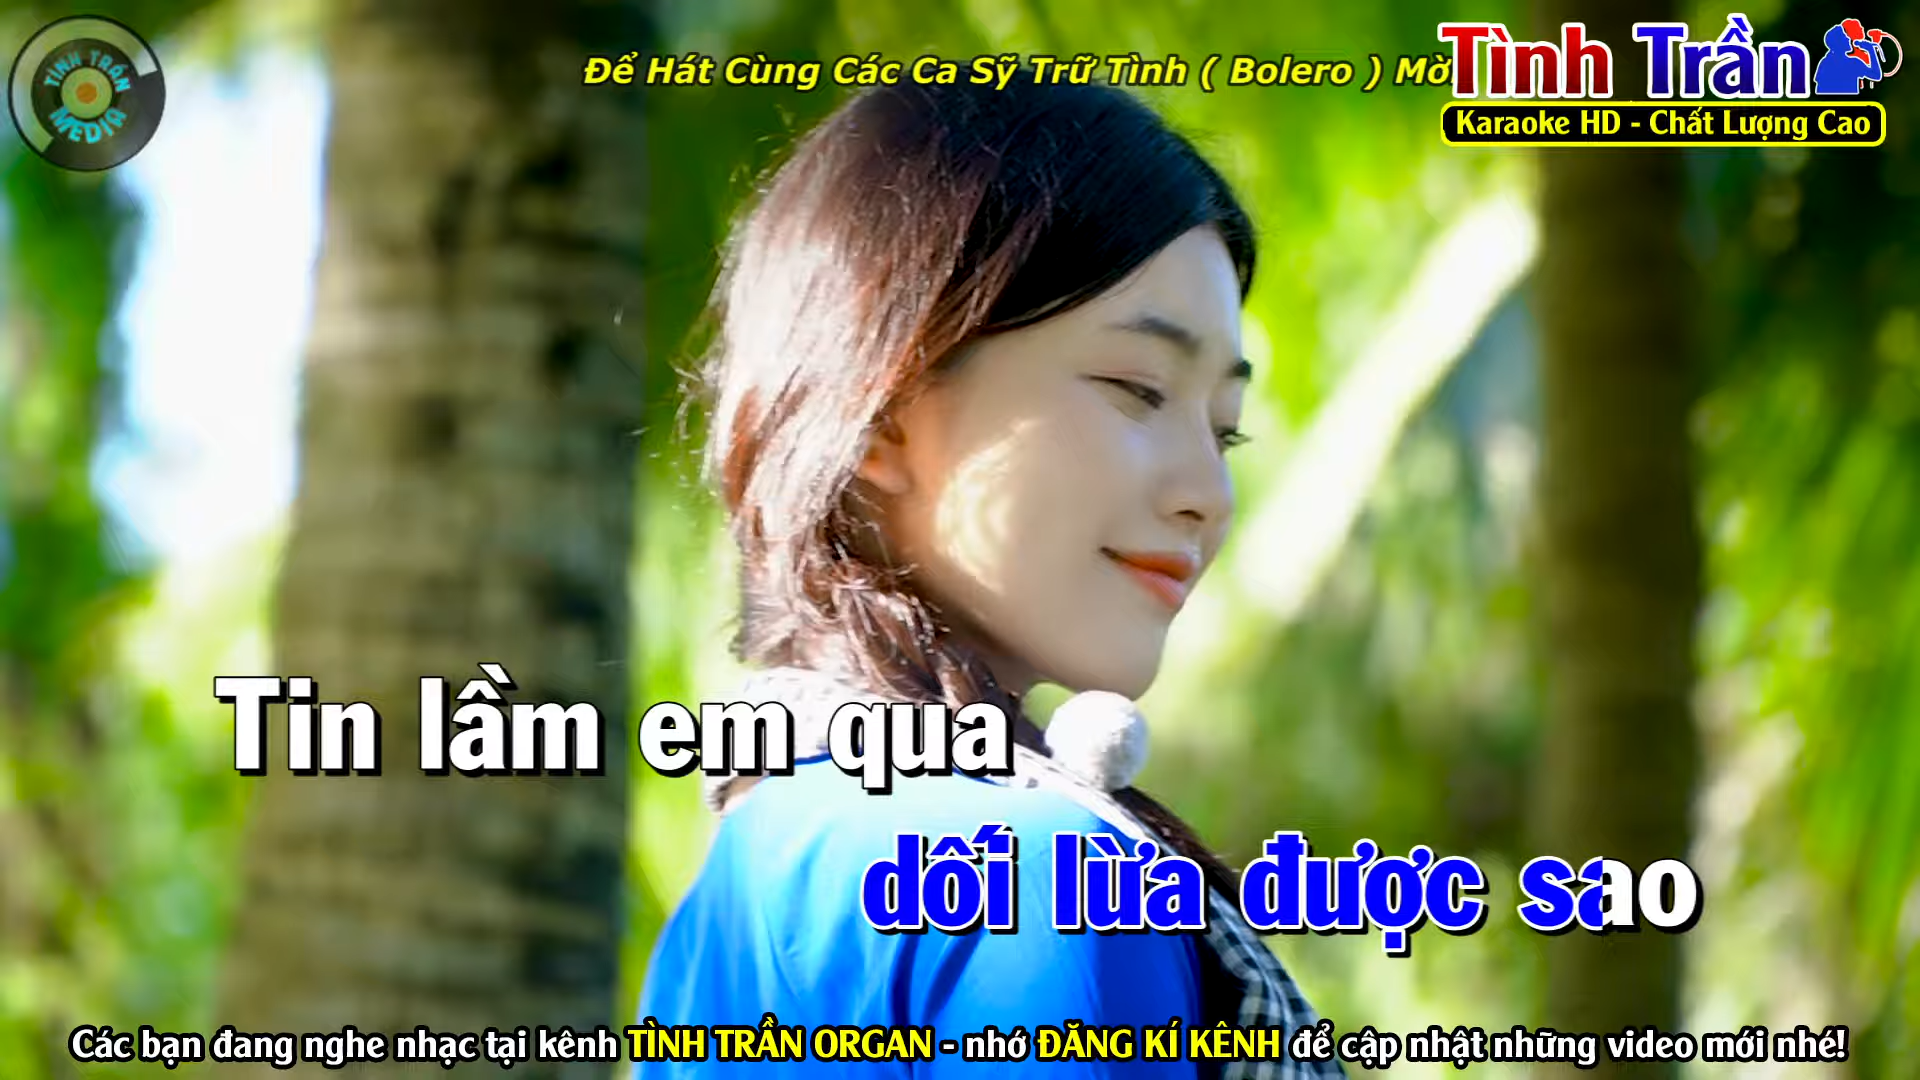 TÌNH TRẦN
MEDIA
Để Hát Cùng Các Ca Sỹ Trữ Tình ( Bolero ) Mờ
Tình Trần
Karaoke HD - Chất Lượng Cao
Tin lầm em qua
dối lừa được sao
Các bạn đang nghe nhạc tại kênh TÌNH TRẦN ORGAN - nhớ ĐĂNG KÍ KÊNH để cập nhật những video mới nhé!